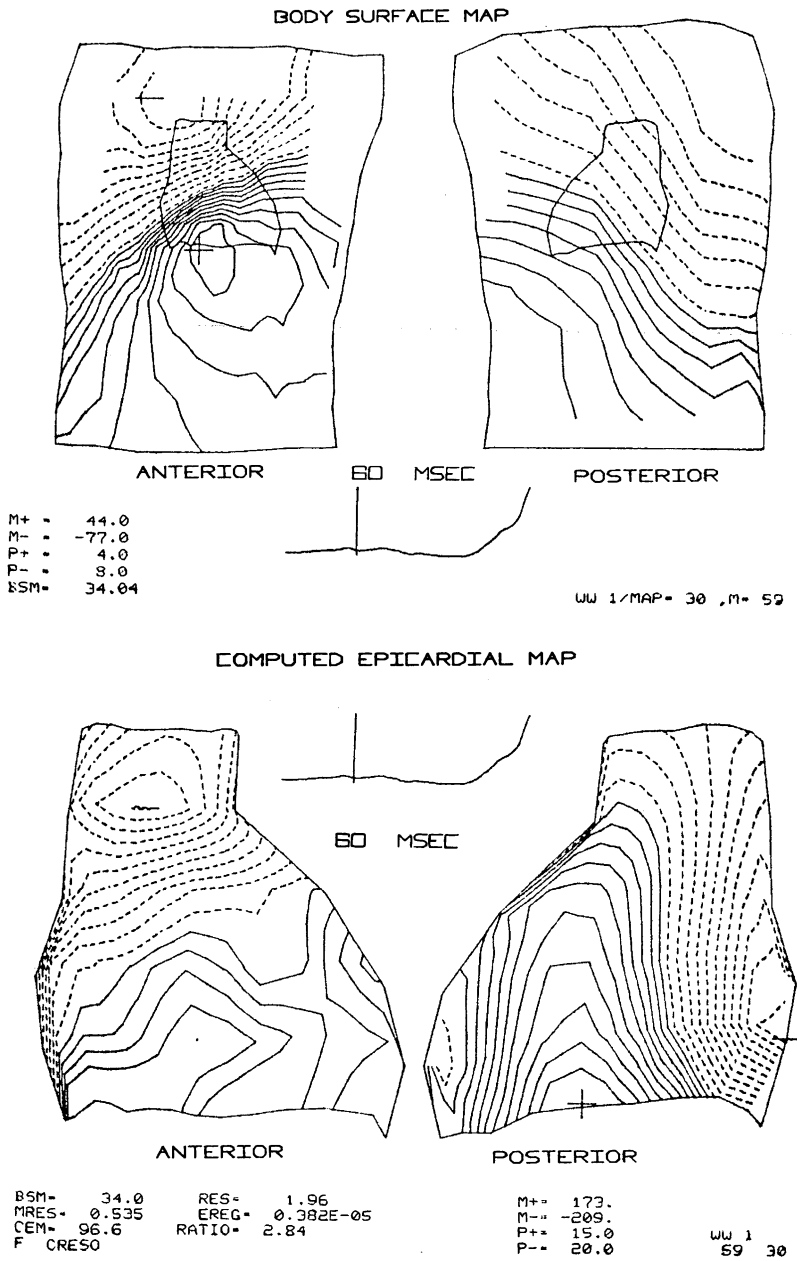 BODY SURFACE MAP
ANTERIOR 60 MSEC POSTERIOR
M+ = 44.0
M- = -77.0
P+ = 4.0
P- = 8.0
BSM= 34.04
WW 1/MAP= 30 ,M= 59
COMPUTED EPICARDIAL MAP
60 MSEC
ANTERIOR
POSTERIOR
BSM= 34.0 RES= 1.96
MRES= 0.535 EREG= 0.382E-05
CEM= 96.6 RATIO= 2.84
F CRESO
M+= 173.
M-= -209.
P+= 15.0
P-= 20.0
WW 1
59 30